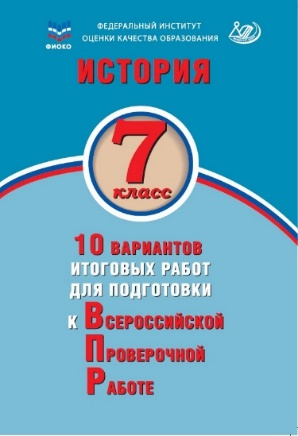 ФЕДЕРАЛЬНЫЙ ИНСТИТУТ
ОЦЕНКИ КАЧЕСТВА ОБРАЗОВАНИЯ
ФИОКО
ИСТОРИЯ
7
класс
10 ВАРИАНТОВ
ИТОГОВЫХ РАБОТ
ДЛЯ ПОДГОТОВКИ
К ВСЕРОССИЙСКОЙ
ПРОВЕРОЧНОЙ
РАБОТЕ